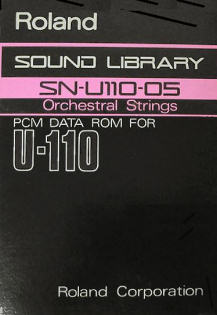 Roland
SOUND LIBRARY
SN-U110-05
Orchestral Strings
PCM DATA ROM FOR
U-110
Roland Corporation